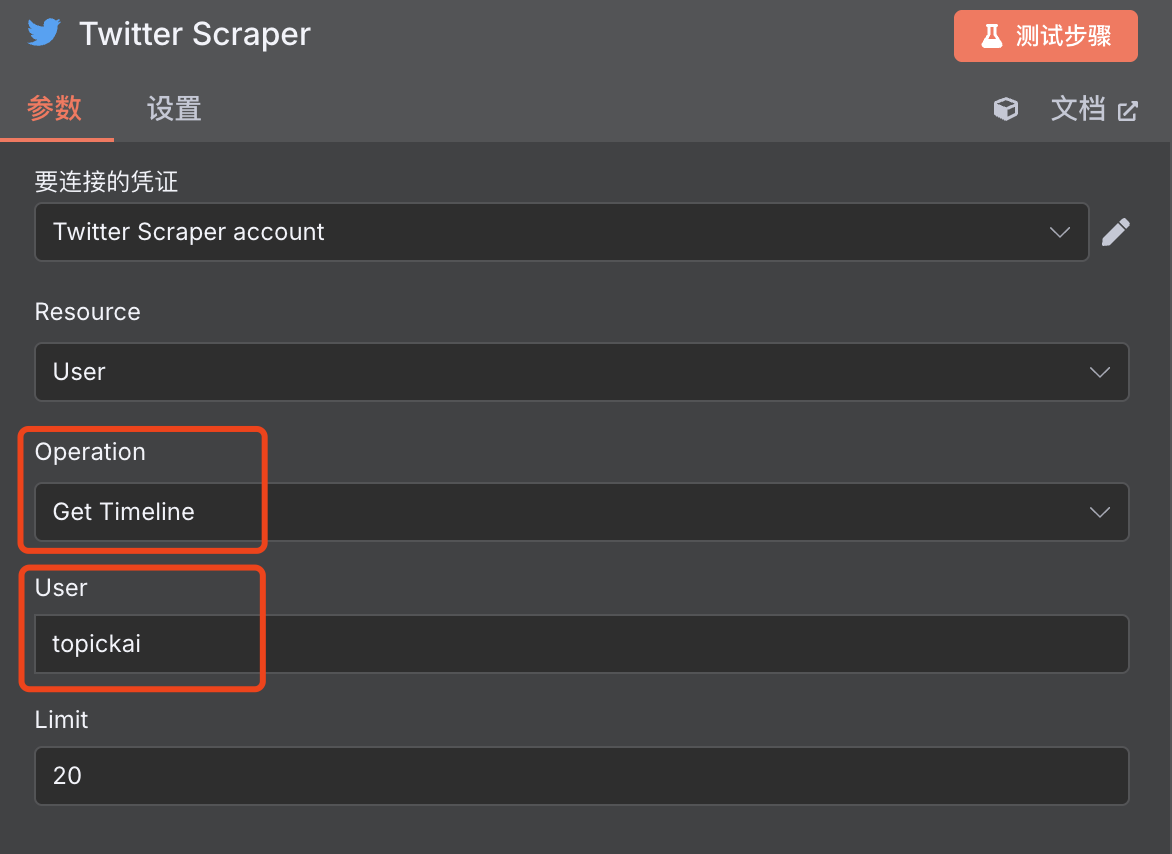 Twitter Scraper
测试步骤
参数
设置
文档
要连接的凭证
Twitter Scraper account
Resource
User
Operation
Get Timeline
User
topickai
Limit
20